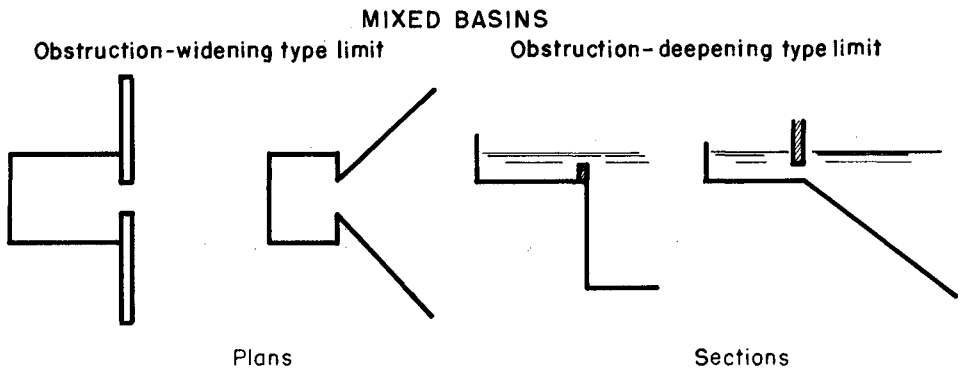 MIXED BASINS
Obstruction-widening type limit
Obstruction-deepening type limit
Plans
Sections